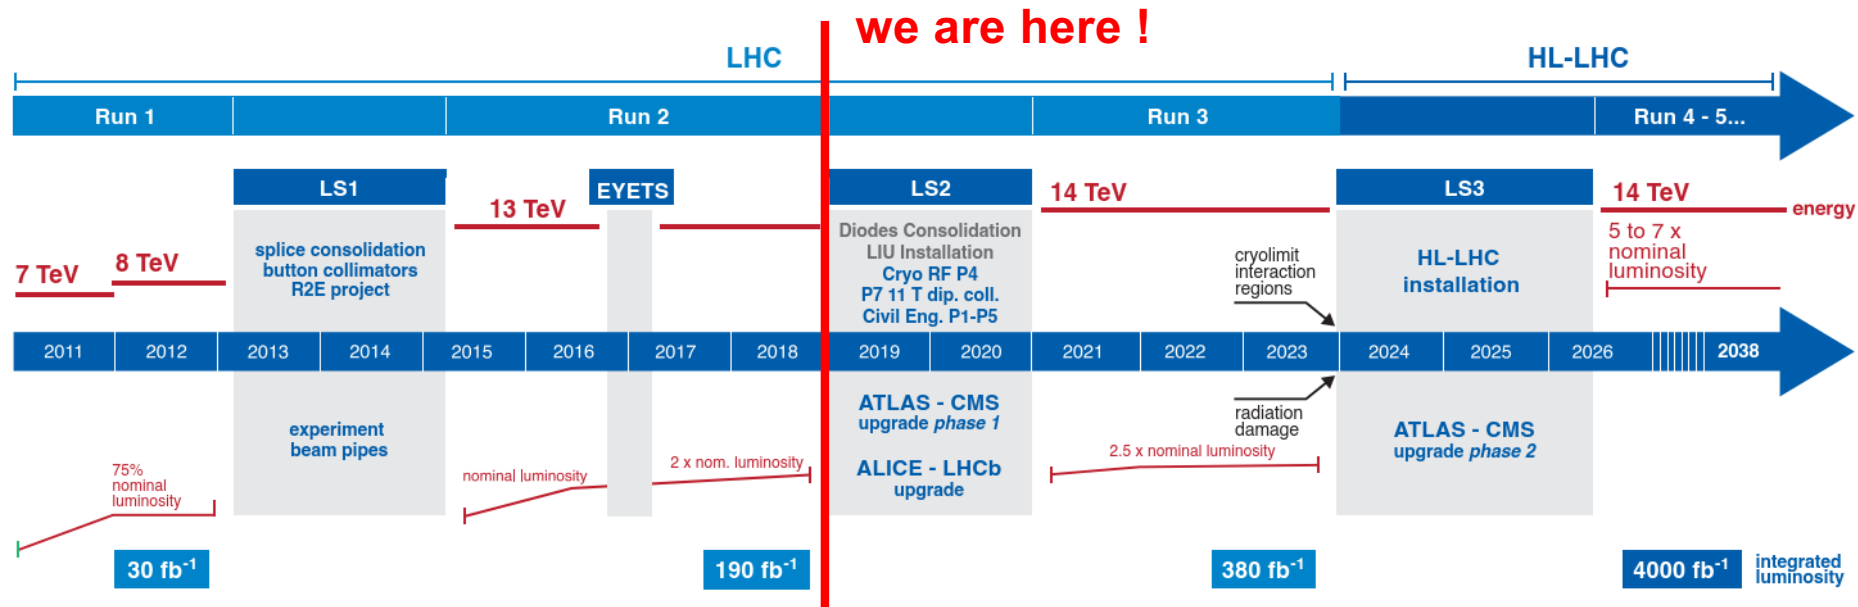 we are here !
LHC
HL-LHC
Run 1
Run 2
Run 3
Run 4 - 5...
LS1
EYETS
LS2
LS3
13 TeV
14 TeV
14 TeV
energy
7 TeV
8 TeV
splice consolidation
button collimators
R2E project
Diodes Consolidation
LIU Installation
Cryo RF P4
P7 11 T dip. coll.
Civil Eng. P1-P5
cryolimit
interaction
regions
HL-LHC
installation
5 to 7 x
nominal
luminosity
2011
2012
2013
2014
2015
2016
2017
2018
2019
2020
2021
2022
2023
2024
2025
2026
2038
experiment
beam pipes
ATLAS - CMS
upgrade phase 1
ALICE - LHCb
upgrade
radiation
damage
ATLAS - CMS
upgrade phase 2
75%
nominal
luminosity
nominal luminosity
2 x nom. luminosity
2.5 x nominal luminosity
30 fb-1
190 fb-1
380 fb-1
4000 fb-1
integrated
luminosity